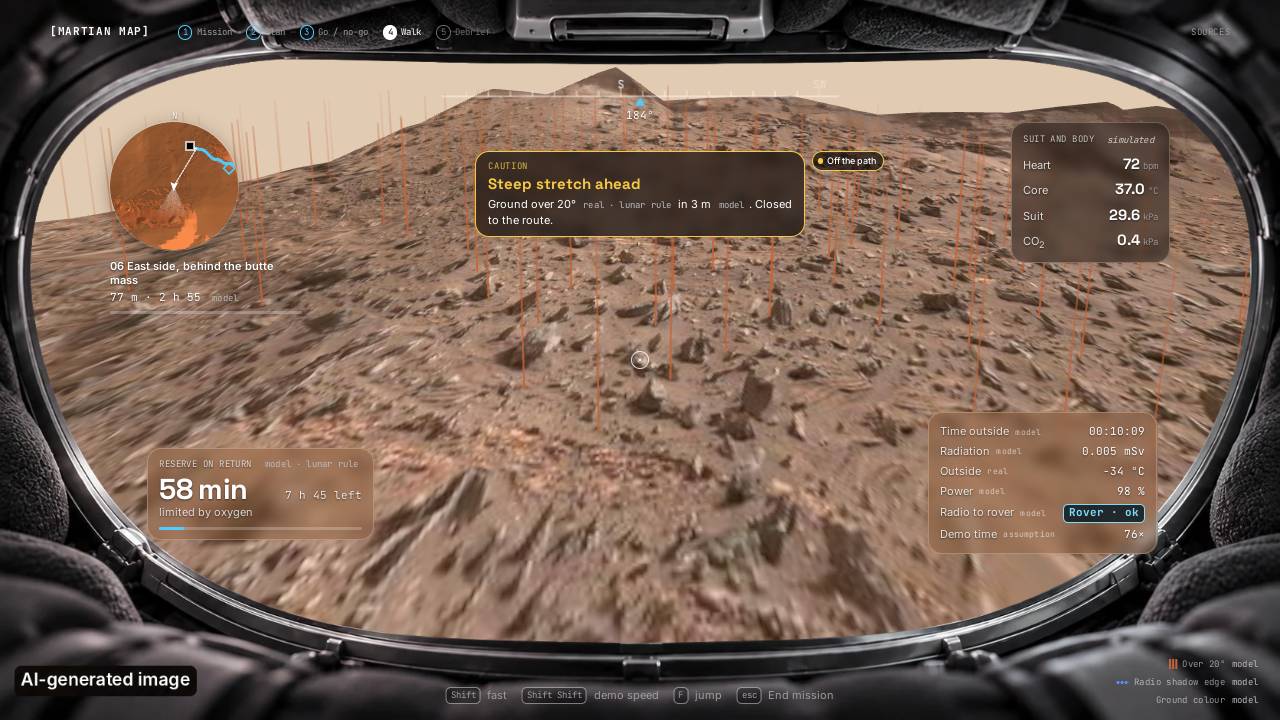 [MARTIAN MAP]
1 Mission
2 Plan
3 Go / no-go
4 Walk
5 Debrief
SOURCES
S
SW
184°
N
CAUTION
Steep stretch ahead
Ground over 20° real · lunar rule in 3 m model . Closed
to the route.
Off the path
SUIT AND BODY simulated
Heart 72 bpm
Core 37.0 °C
Suit 29.6 kPa
CO2 0.4 kPa
06 East side, behind the butte
mass
77 m · 2 h 55 model
RESERVE ON RETURN model · lunar rule
58 min 7 h 45 left
limited by oxygen
Time outside model 00:10:09
Radiation model 0.005 mSv
Outside real -34 °C
Power model 98 %
Radio to rover model Rover · ok
Demo time assumption 76×
AI-generated image
Shift fast Shift Shift demo speed F jump esc End mission
Over 20° model
Radio shadow edge model
Ground colour model